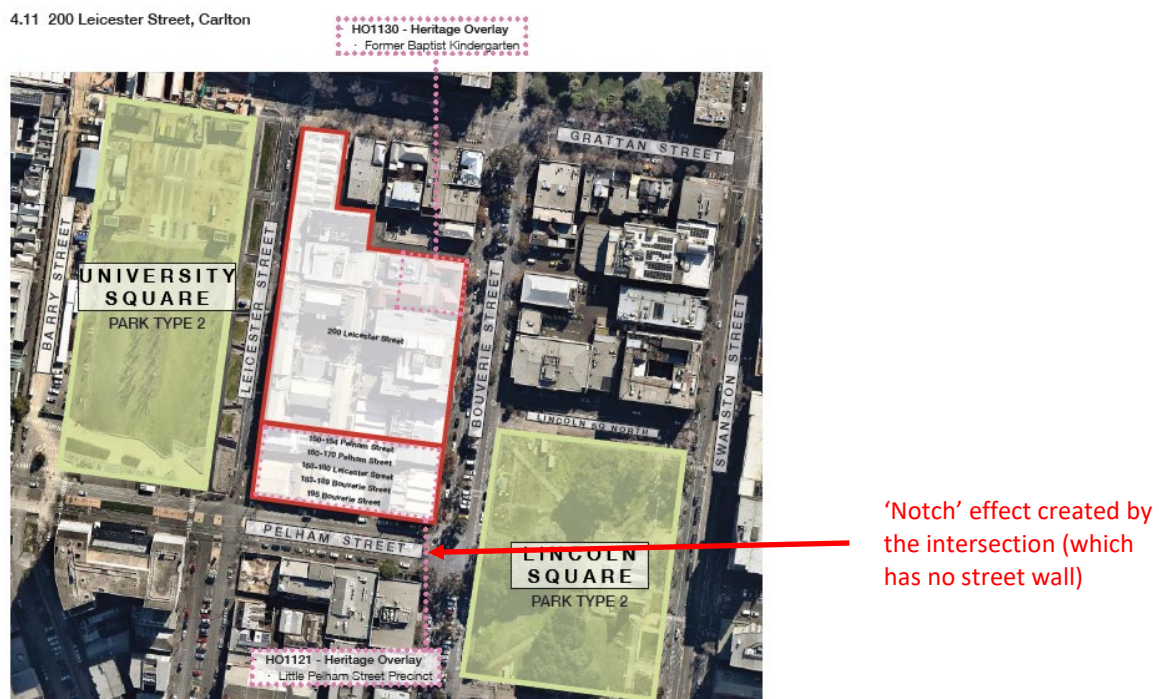 4.11 200 Leicester Street, Carlton
HO1130 - Heritage Overlay
· Former Baptist Kindergarten
GRATTAN STREET
BARRY STREET
UNIVERSITY
SQUARE
PARK TYPE 2
LEICESTER STREET
200 Leicester Street
BOUVERIE STREET
SWANSTON STREET
LINCOLN SQ NORTH
150-154 Pelham Street
160-170 Pelham Street
168-180 Leicester Street
183-189 Bouverie Street
195 Bouverie Street
PELHAM STREET
LINCOLN
SQUARE
PARK TYPE 2
‘Notch’ effect created by
the intersection (which
has no street wall)
HO1121 - Heritage Overlay
· Little Pelham Street Precinct